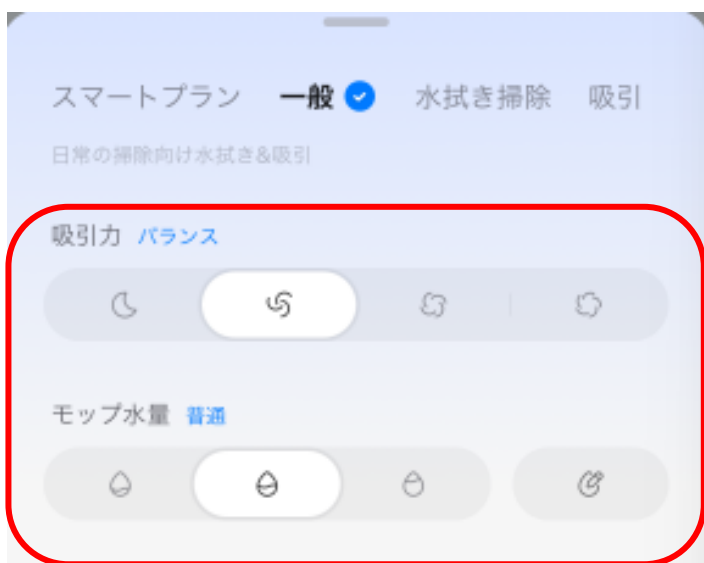 スマートプラン 一般 水拭き掃除 吸引
日常の掃除向け水拭き&吸引
吸引力 バランス
モップ水量 普通